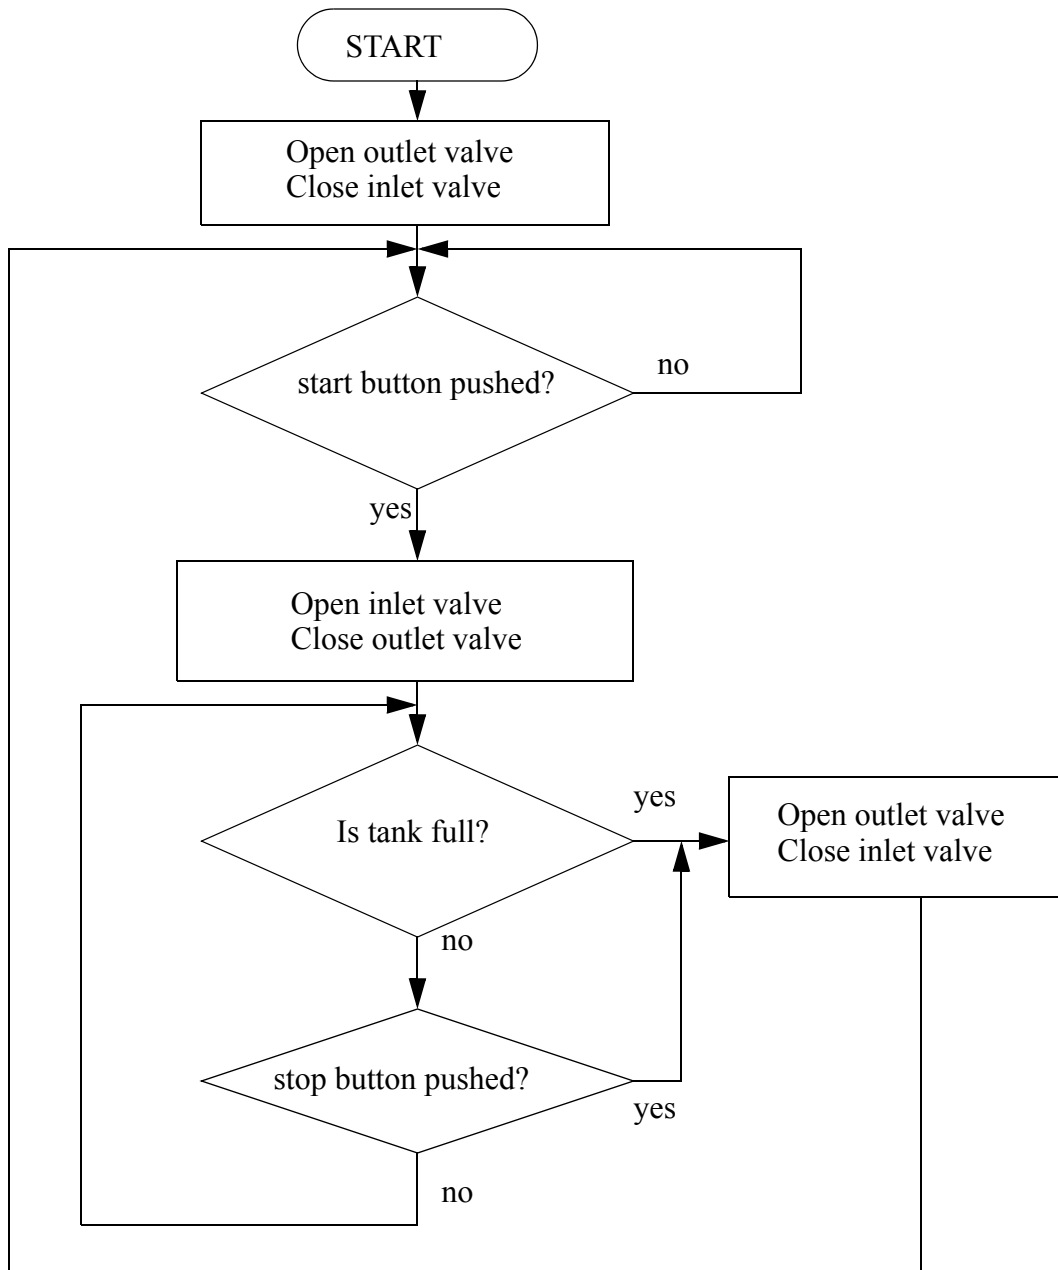 START
Open outlet valve
Close inlet valve
start button pushed?
no
yes
Open inlet valve
Close outlet valve
Is tank full?
yes
Open outlet valve
Close inlet valve
no
stop button pushed?
yes
no